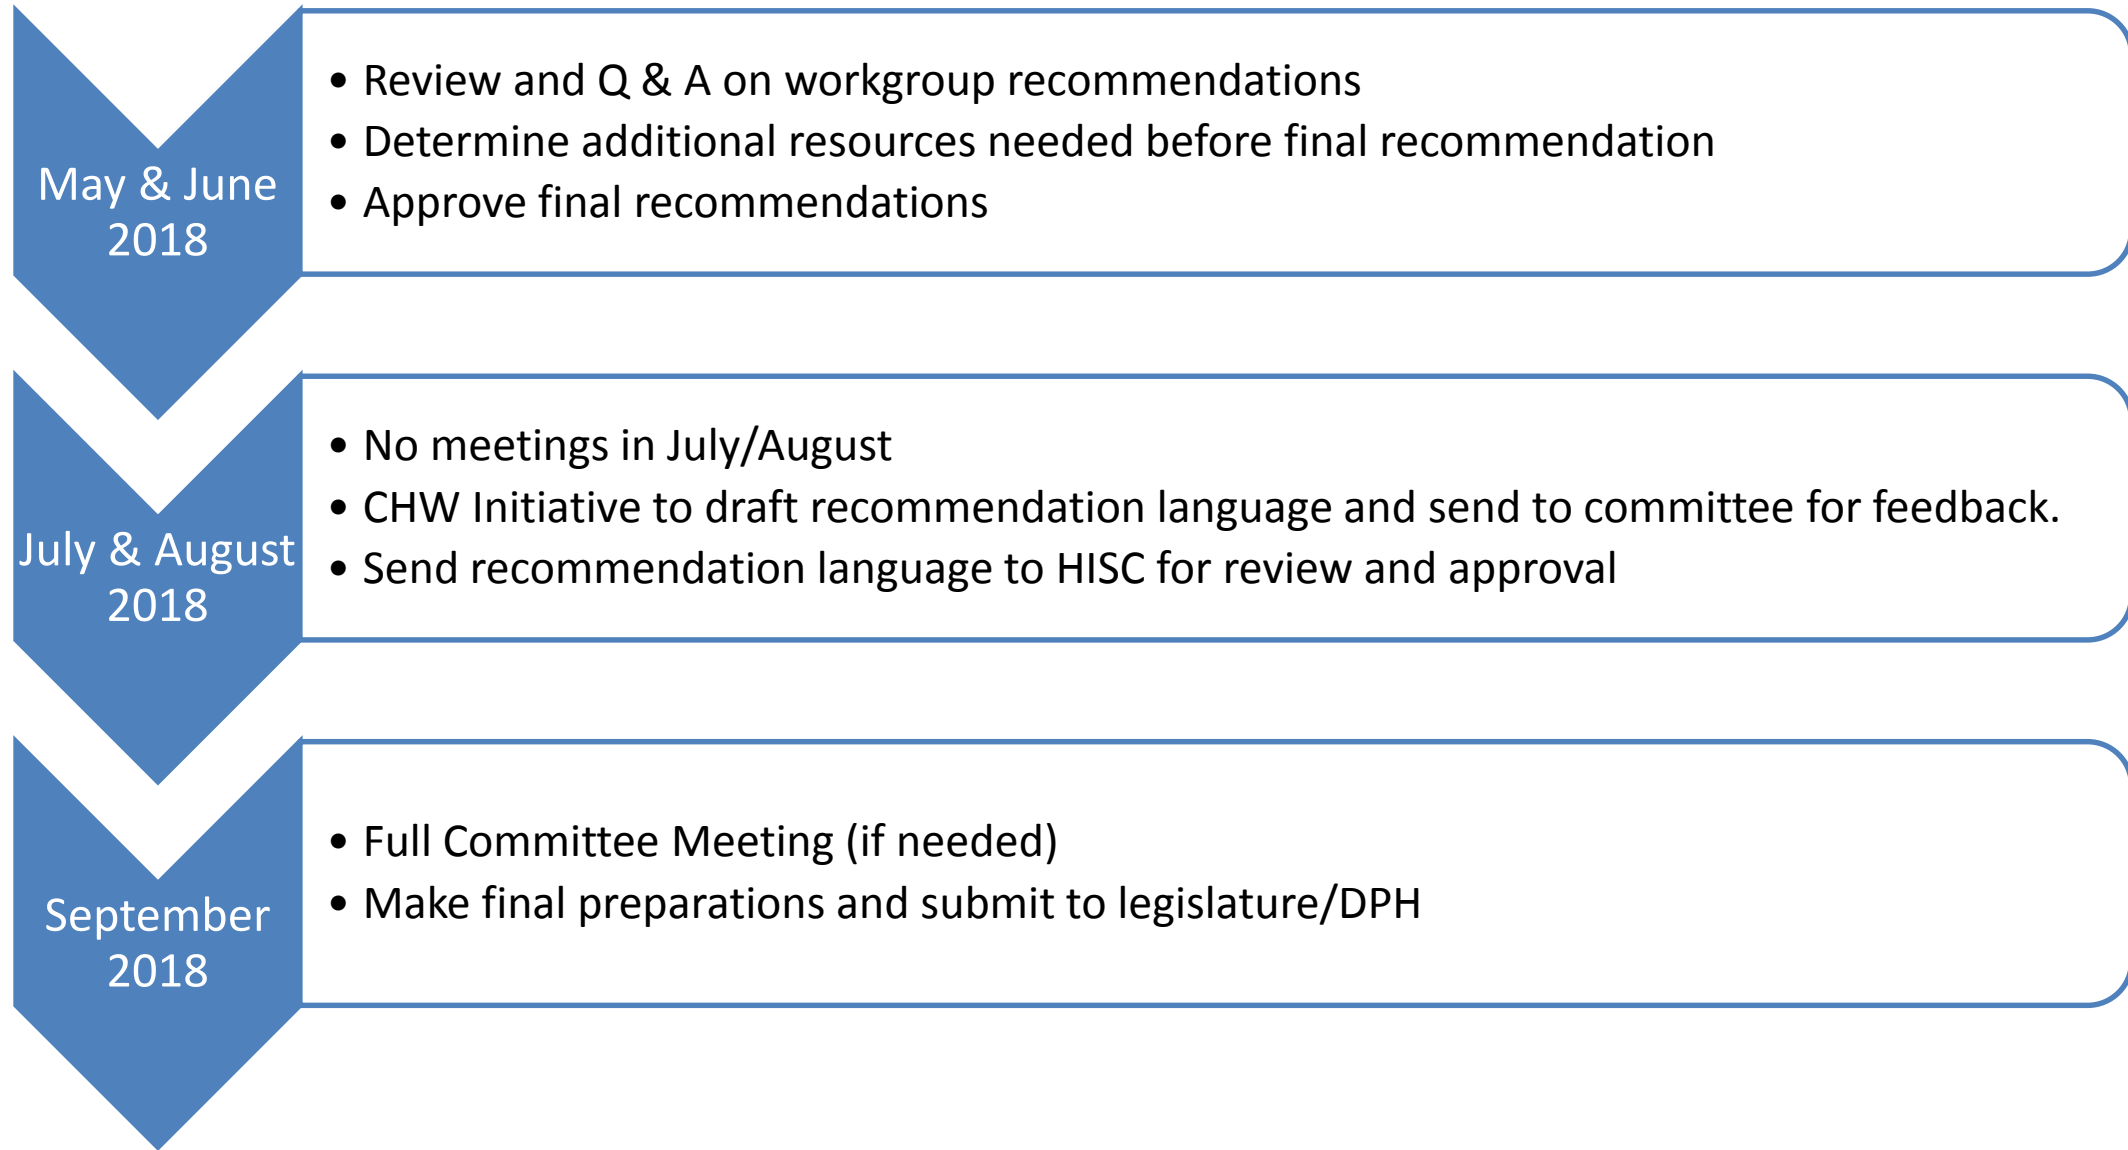 May & June
2018
• Review and Q & A on workgroup recommendations
• Determine additional resources needed before final recommendation
• Approve final recommendations
July & August
2018
• No meetings in July/August
• CHW Initiative to draft recommendation language and send to committee for feedback.
• Send recommendation language to HISC for review and approval
September
2018
• Full Committee Meeting (if needed)
• Make final preparations and submit to legislature/DPH